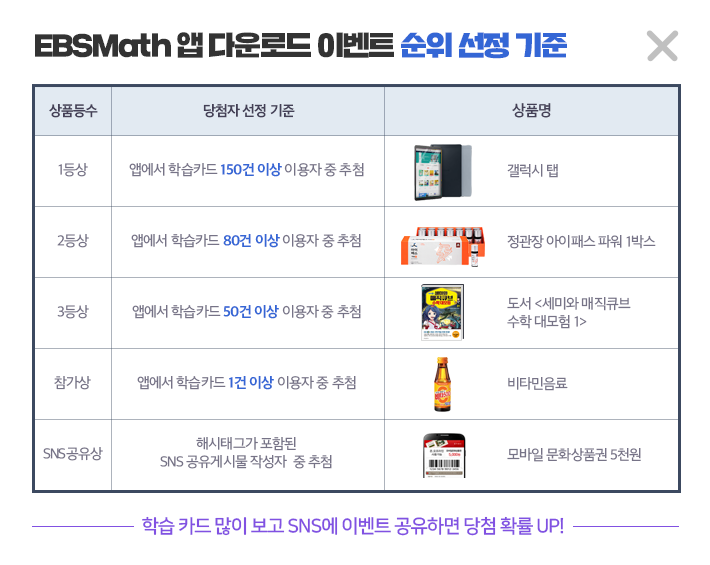 EBSMath 앱 다운로드 이벤트 순위 선정 기준
상품등수 당첨자 선정 기준 상품명
1등상 앱에서 학습카드 150건 이상 이용자 중 추첨 갤럭시 탭
2등상 앱에서 학습카드 80건 이상 이용자 중 추첨 정관장 아이패스 파워 1박스
3등상 앱에서 학습카드 50건 이상 이용자 중 추첨 도서 <세미와 매직큐브
수학 대모험 1>
참가상 앱에서 학습카드 1건 이상 이용자 중 추첨 비타민음료
SNS공유상 해시태그가 포함된
SNS 공유게시물 작성자 중 추첨 모바일 문화상품권 5천원
학습 카드 많이 보고 SNS에 이벤트 공유하면 당첨 확률 UP!